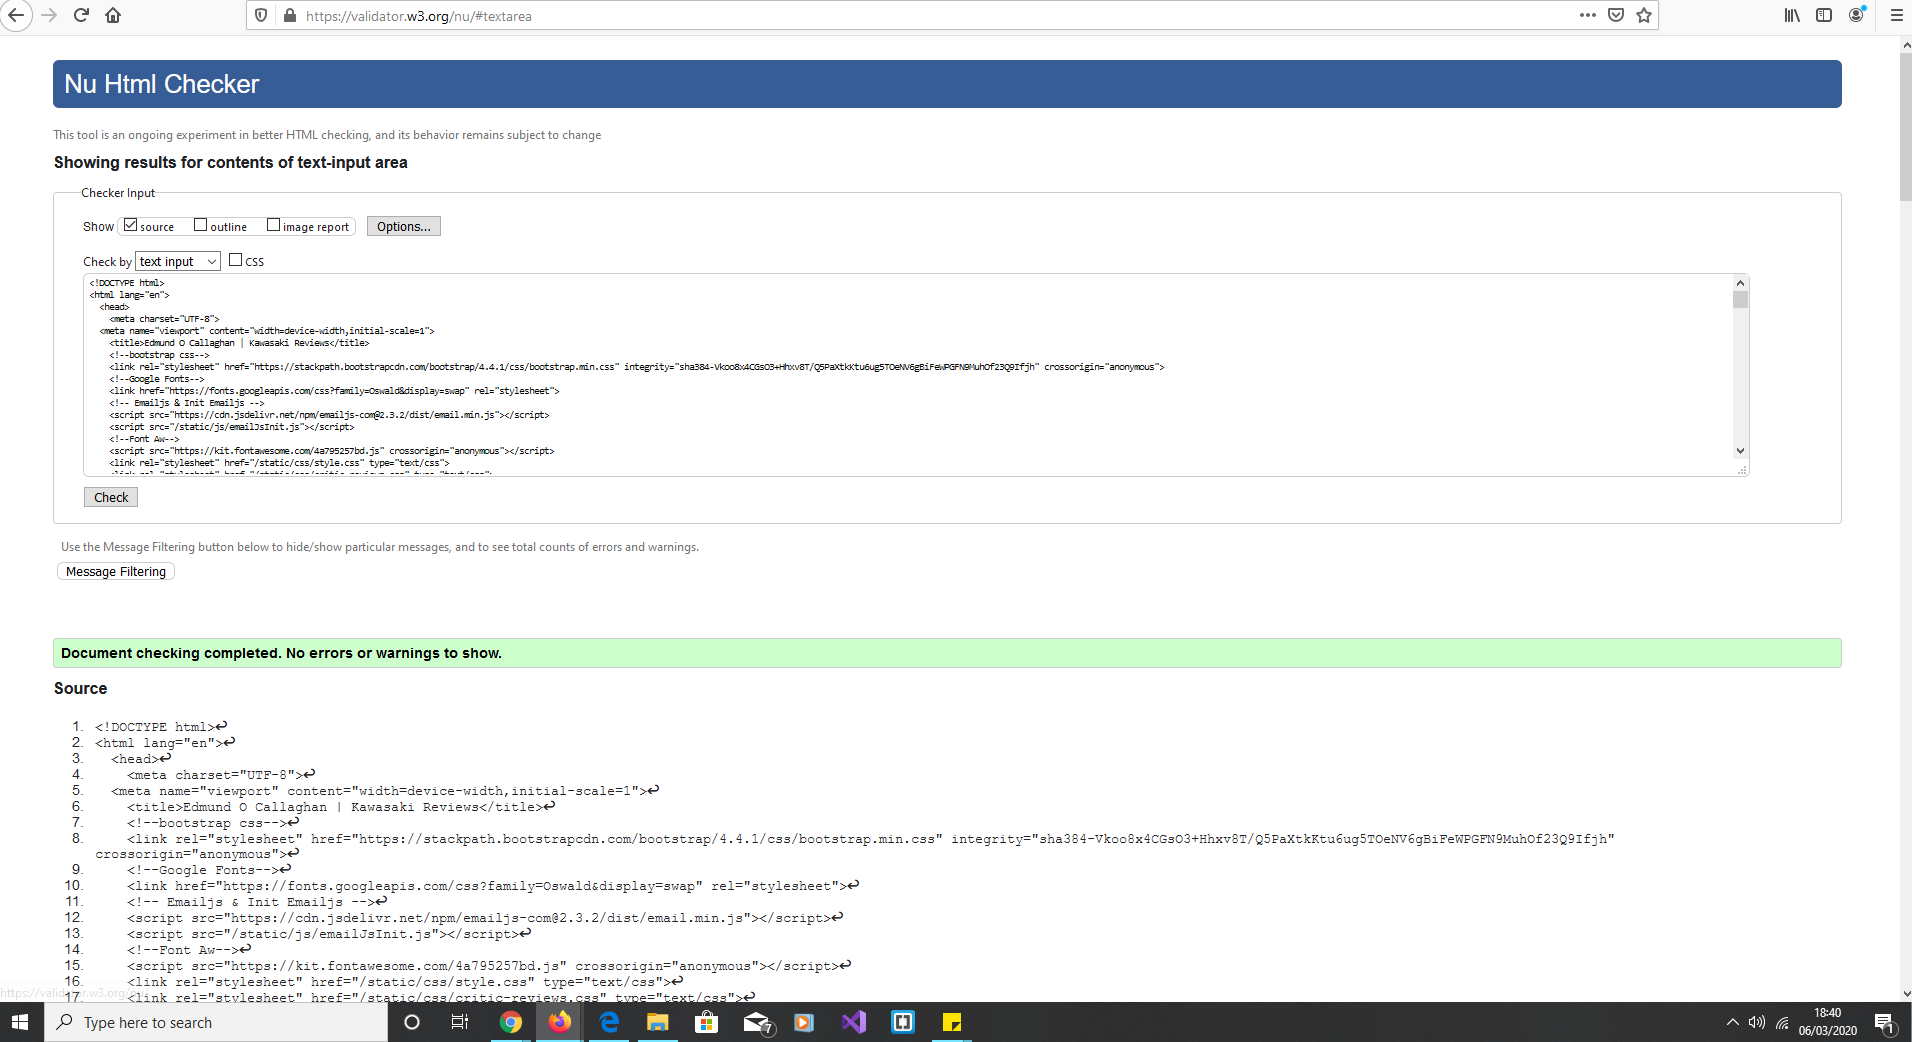 https://validator.w3.org/nu/#textarea
Nu Html Checker
This tool is an ongoing experiment in better HTML checking, and its behavior remains subject to change
Showing results for contents of text-input area
Checker Input
Show source outline image report Options...
Check by text input CSS
<!DOCTYPE html>
<html lang="en">
<head>
<meta charset="UTF-8">
<meta name="viewport" content="width=device-width,initial-scale=1">
<title>Edmund O Callaghan | Kawasaki Reviews</title>
<!--bootstrap css-->
<link rel="stylesheet" href="https://stackpath.bootstrapcdn.com/bootstrap/4.4.1/css/bootstrap.min.css" integrity="sha384-Vkoo8x4CGsO3+Hhxv8T/Q5PaXtkKtu6ug5TOeNV6gBiFeWPGFN9MuhOf23Q9Ifjh" crossorigin="anonymous">
<!--Google Fonts-->
<link href="https://fonts.googleapis.com/css?family=Oswald&display=swap" rel="stylesheet">
<!-- Emailjs & Init Emailjs -->
<script src="https://cdn.jsdelivr.net/npm/emailjs-com@2.3.2/dist/email.min.js"></script>
<script src="/static/js/emailJsInit.js"></script>
<!--Font Aw-->
<script src="https://kit.fontawesome.com/4a795257bd.js" crossorigin="anonymous"></script>
<link rel="stylesheet" href="/static/css/style.css" type="text/css">
<link rel="stylesheet" href="/static/css/critic-reviews.css" type="text/css">
Check
Use the Message Filtering button below to hide/show particular messages, and to see total counts of errors and warnings.
Message Filtering
Document checking completed. No errors or warnings to show.
Source
1. <!DOCTYPE html>↩
2. <html lang="en">↩
3. <head>↩
4. <meta charset="UTF-8">↩
5. <meta name="viewport" content="width=device-width,initial-scale=1">↩
6. <title>Edmund O Callaghan | Kawasaki Reviews</title>↩
7. <!--bootstrap css-->↩
8. <link rel="stylesheet" href="https://stackpath.bootstrapcdn.com/bootstrap/4.4.1/css/bootstrap.min.css" integrity="sha384-Vkoo8x4CGsO3+Hhxv8T/Q5PaXtkKtu6ug5TOeNV6gBiFeWPGFN9MuhOf23Q9Ifjh"
crossorigin="anonymous">↩
9. <!--Google Fonts-->↩
10. <link href="https://fonts.googleapis.com/css?family=Oswald&display=swap" rel="stylesheet">↩
11. <!-- Emailjs & Init Emailjs -->↩
12. <script src="https://cdn.jsdelivr.net/npm/emailjs-com@2.3.2/dist/email.min.js"></script>↩
13. <script src="/static/js/emailJsInit.js"></script>↩
14. <!--Font Aw-->↩
15. <script src="https://kit.fontawesome.com/4a795257bd.js" crossorigin="anonymous"></script>↩
16. <link rel="stylesheet" href="/static/css/style.css" type="text/css">↩
17. <link rel="stylesheet" href="/static/css/critic-reviews.css" type="text/css">↩
Type here to search
7
18:40
06/03/2020
1